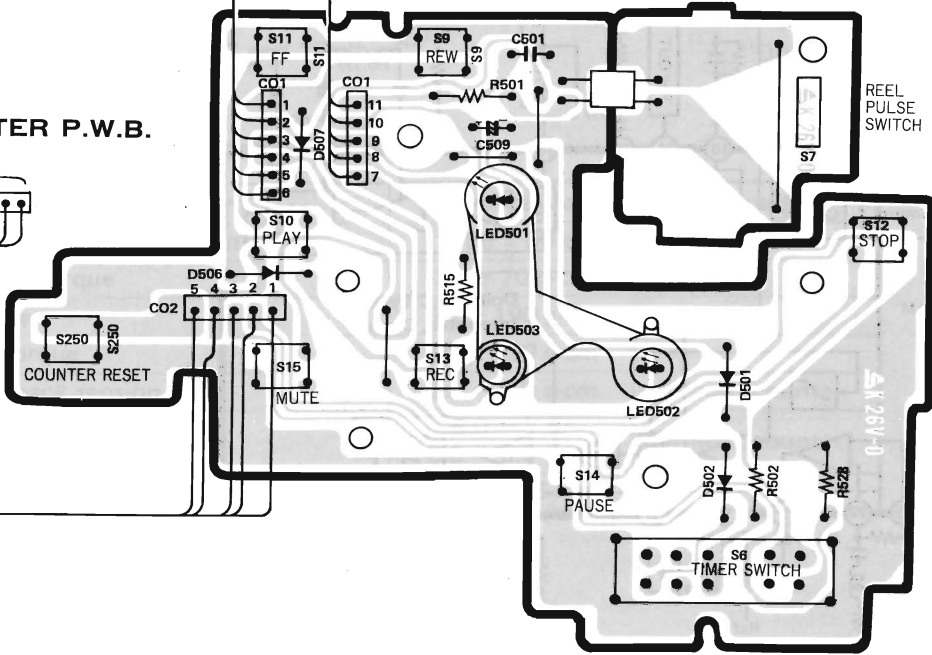 S11
FF
S11
S9
REW
S9
C501
CO1
CO1
R501
1
2
3
4
5
6
D507
11
10
9
8
7
C509
REEL
PULSE
SWITCH
S7
TER P.W.B.
S10
PLAY
LED501
S12
STOP
D506
5 4 3 2 1
CO2
R515
S250
S250
COUNTER RESET
LED503
S15
MUTE
S13
REC
LED502
D501
K26V-0
S14
PAUSE
D502
R502
R528
S6
TIMER SWITCH